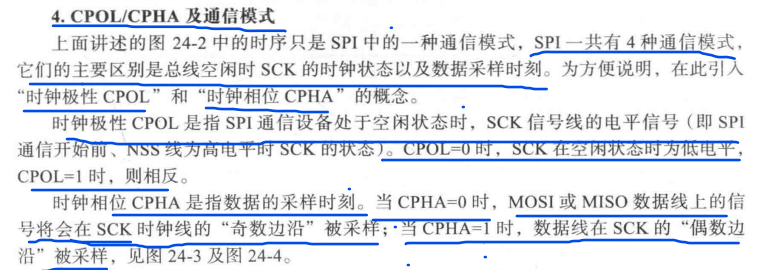 4. CPOL/CPHA 及通信模式
上面讲述的图 24-2 中的时序只是 SPI 中的一种通信模式，SPI 一共有 4 种通信模式，
它们的主要区别是总线空闲时 SCK 的时钟状态以及数据采样时刻。为方便说明，在此引入
“时钟极性 CPOL”和“时钟相位 CPHA”的概念。
时钟极性 CPOL 是指 SPI 通信设备处于空闲状态时，SCK 信号线的电平信号（即 SPI
通信开始前、NSS 线为高电平时 SCK 的状态）。CPOL=0 时，SCK 在空闲状态时为低电平，
CPOL=1 时，则相反。
时钟相位 CPHA 是指数据的采样时刻。当 CPHA=0 时，MOSI 或 MISO 数据线上的信
号将会在 SCK 时钟线的“奇数边沿”被采样；当 CPHA=1 时，数据线在 SCK 的“偶数边
沿”被采样，见图 24-3 及图 24-4。